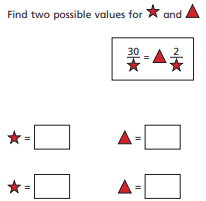 Find two possible values for ★ and ▲
30/★ = ▲ 2/★
★ = ▲ =
★ = ▲ =